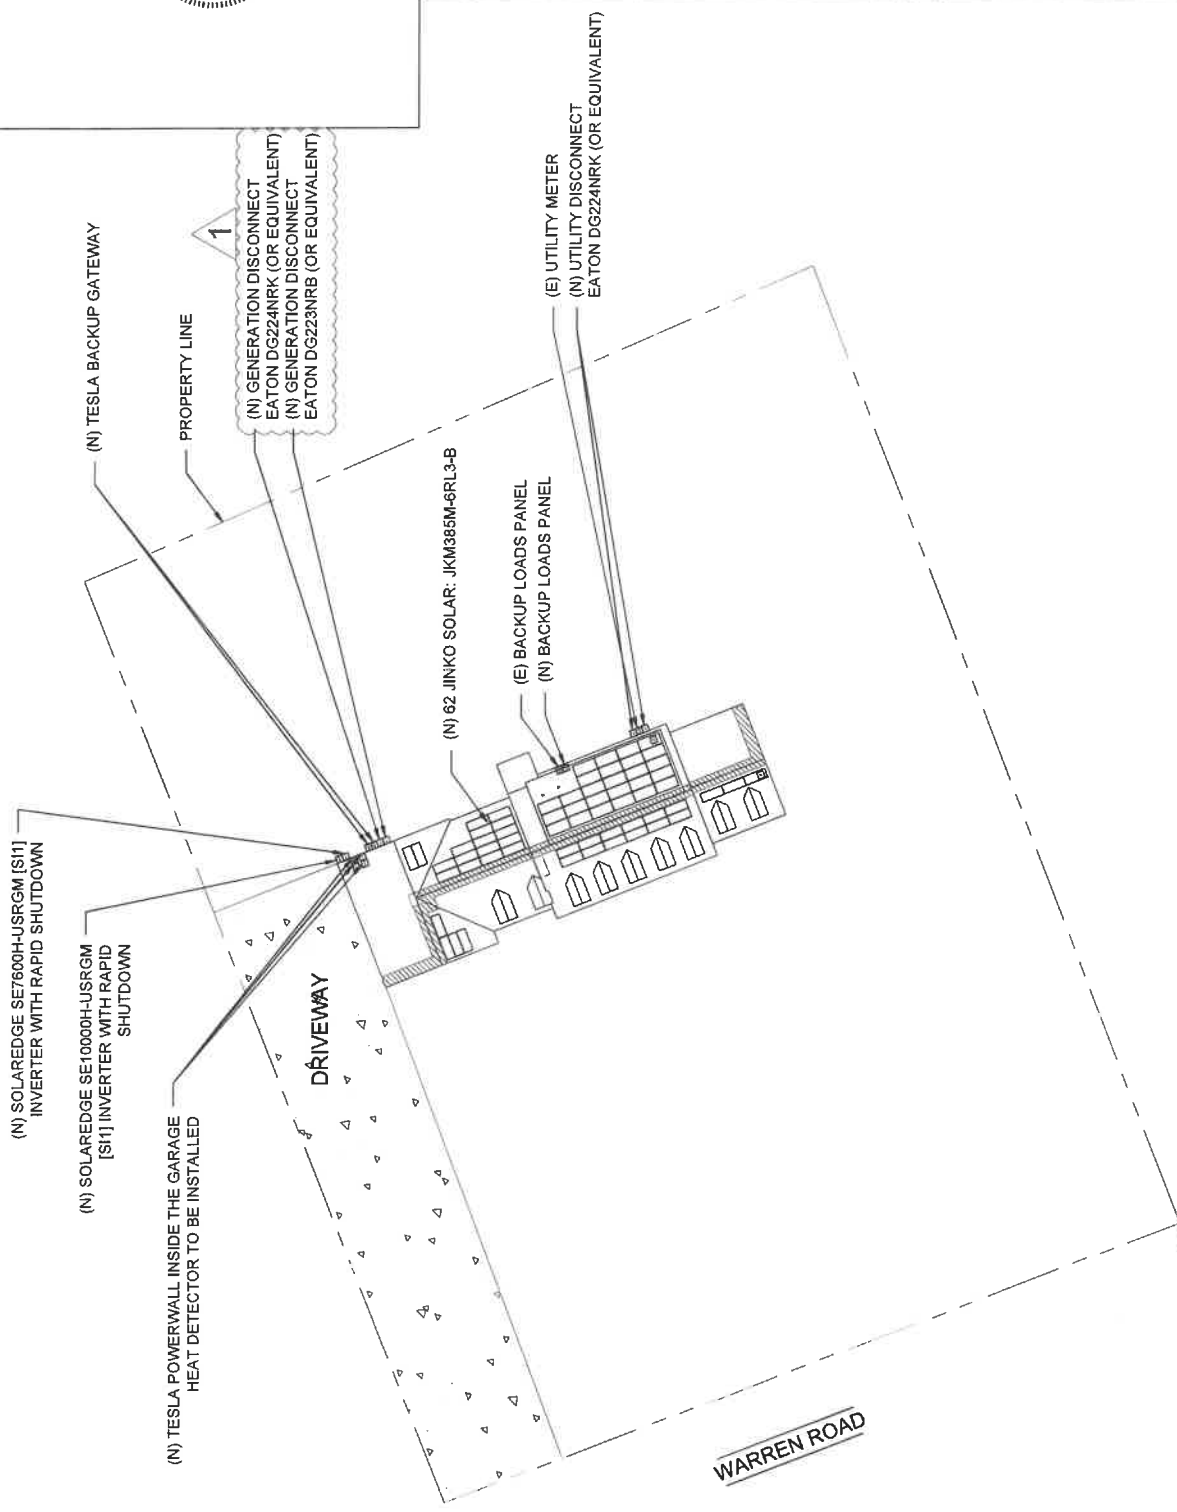 (N) SOLAREDGE SE7600H-USRGM [SI1]
INVERTER WITH RAPID SHUTDOWN
(N) SOLAREDGE SE10000H-USRGM
[SI1] INVERTER WITH RAPID
SHUTDOWN
(N) TESLA POWERWALL INSIDE THE GARAGE
HEAT DETECTOR TO BE INSTALLED
(N) TESLA BACKUP GATEWAY
PROPERTY LINE
1
(N) GENERATION DISCONNECT
EATON DG224NRK (OR EQUIVALENT)
(N) GENERATION DISCONNECT
EATON DG223NRB (OR EQUIVALENT)
(N) 62 JINKO SOLAR: JKM385M-6RL3-B
(E) BACKUP LOADS PANEL
(N) BACKUP LOADS PANEL
(E) UTILITY METER
(N) UTILITY DISCONNECT
EATON DG224NRK (OR EQUIVALENT)
DRIVEWAY
WARREN ROAD